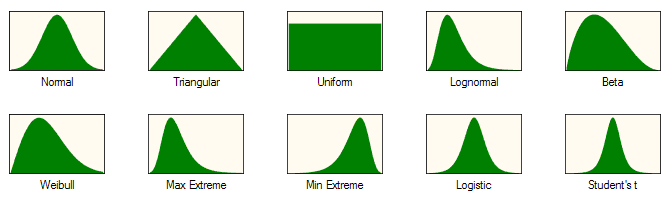 Normal
Triangular
Uniform
Lognormal
Beta
Weibull
Max Extreme
Min Extreme
Logistic
Student's t